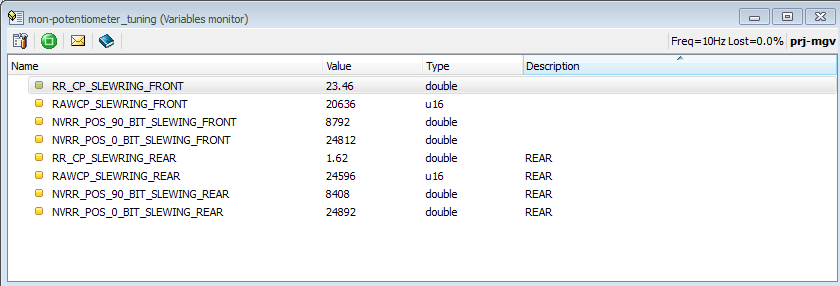 mon-potentiometer_tuning (Variables monitor)
Freq=10Hz Lost=0.0% prj-mgv
Name Value Type Description
RR_CP_SLEWRING_FRONT 23.46 double
RAWCP_SLEWRING_FRONT 20636 u16
NVRR_POS_90_BIT_SLEWING_FRONT 8792 double
NVRR_POS_0_BIT_SLEWING_FRONT 24812 double
RR_CP_SLEWRING_REAR 1.62 double REAR
RAWCP_SLEWRING_REAR 24596 u16 REAR
NVRR_POS_90_BIT_SLEWING_REAR 8408 double REAR
NVRR_POS_0_BIT_SLEWING_REAR 24892 double REAR